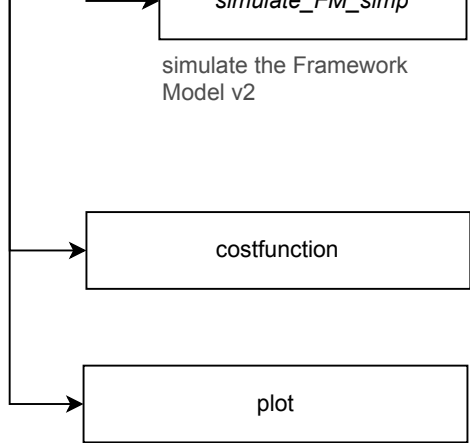 simulate_FM_simp
simulate the Framework
Model v2
costfunction
plot